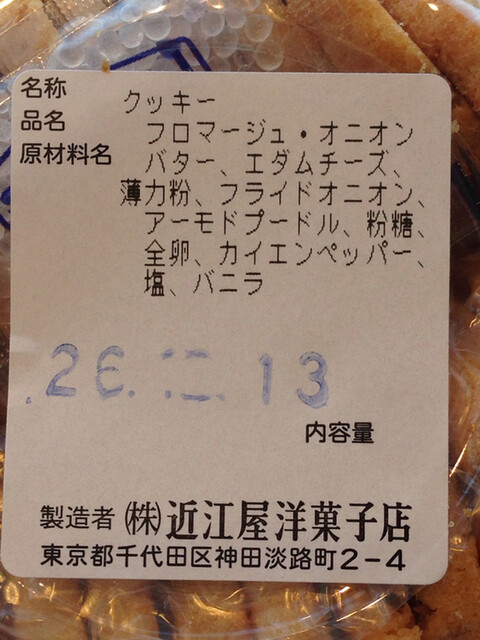 名称 クッキー
品名 フロマージュ・オニオン
原材料名 バター、エダムチーズ、
薄力粉、フライドオニオン、
アーモドプードル、粉糖、
全卵、カイエンペッパー、
塩、バニラ
26. 13
内容量
製造者 ㈱近江屋洋菓子店
東京都千代田区神田淡路町2-4